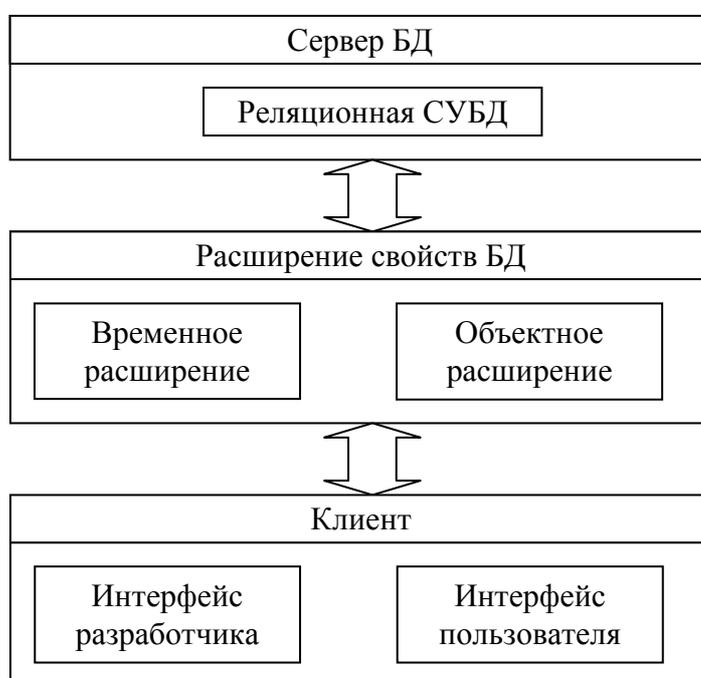 Сервер БД
Реляционная СУБД
Расширение свойств БД
Временное
расширение
Объектное
расширение
Клиент
Интерфейс
разработчика
Интерфейс
пользователя